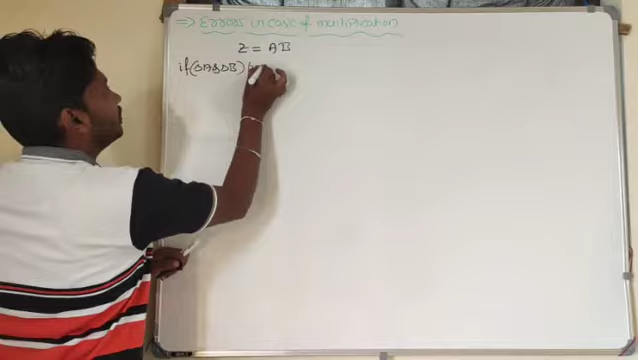 ⇒ Errors in case of multiplication
Z = AB
if(ΔA&ΔB)